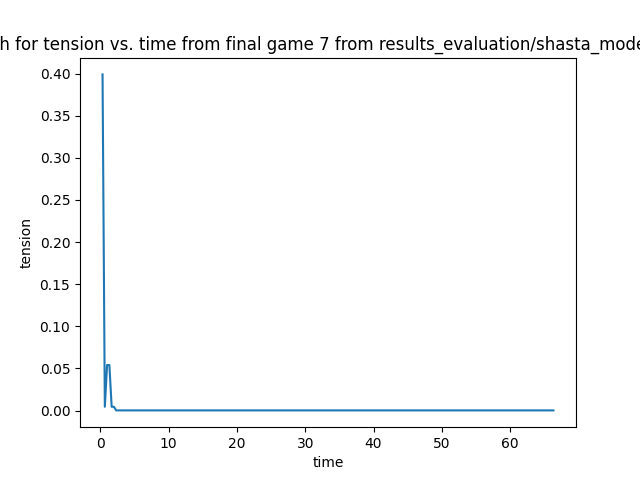 h for tension vs. time from final game 7 from results_evaluation/shasta_mode
0.40
0.35
0.30
0.25
0.20
0.15
0.10
0.05
0.00
tension
0 10 20 30 40 50 60
time